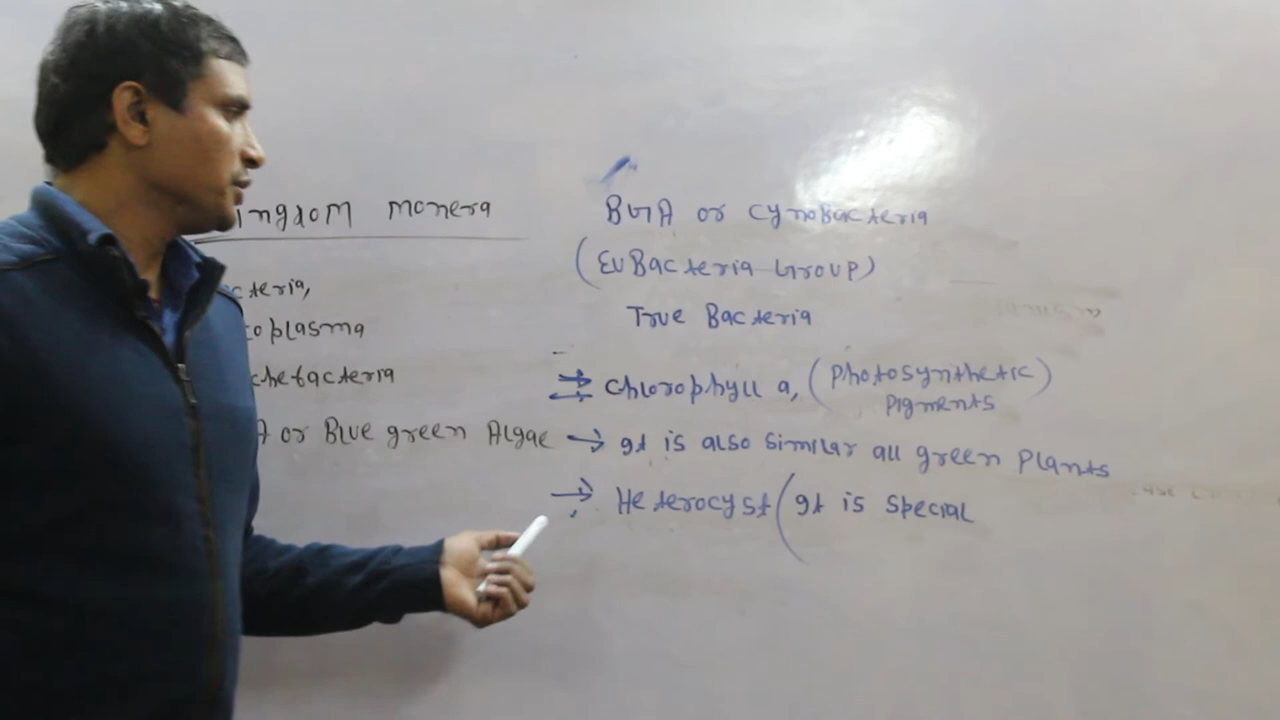 ingdom Monera
cteria,
coplasma
chebacteria
A or Blue green Algae
BGA or CynoBacteria
(EuBacteria Group)
True Bacteria
⇒ Chlorophyll a, (Photosynthetic)
Pigments
→ It is also similar all green Plants
→ Heterocyst (It is Special